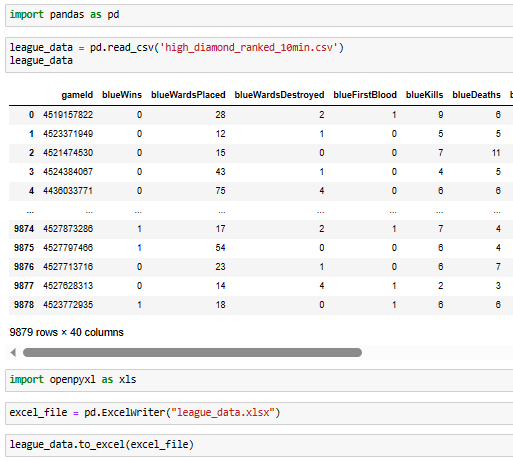 import pandas as pd
league_data = pd.read_csv('high_diamond_ranked_10min.csv')
league_data
gameId blueWins blueWardsPlaced blueWardsDestroyed blueFirstBlood blueKills blueDeaths
0 4519157822 0 28 2 1 9 6
1 4523371949 0 12 1 0 5 5
2 4521474530 0 15 0 0 7 11
3 4524384067 0 43 1 0 4 5
4 4436033771 0 75 4 0 6 6
... ... ... ... ... ... ... ...
9874 4527873286 1 17 2 1 7 4
9875 4527797466 1 54 0 0 6 4
9876 4527713716 0 23 1 0 6 7
9877 4527628313 0 14 4 1 2 3
9878 4523772935 1 18 0 1 6 6
9879 rows × 40 columns
import openpyxl as xls
excel_file = pd.ExcelWriter("league_data.xlsx")
league_data.to_excel(excel_file)